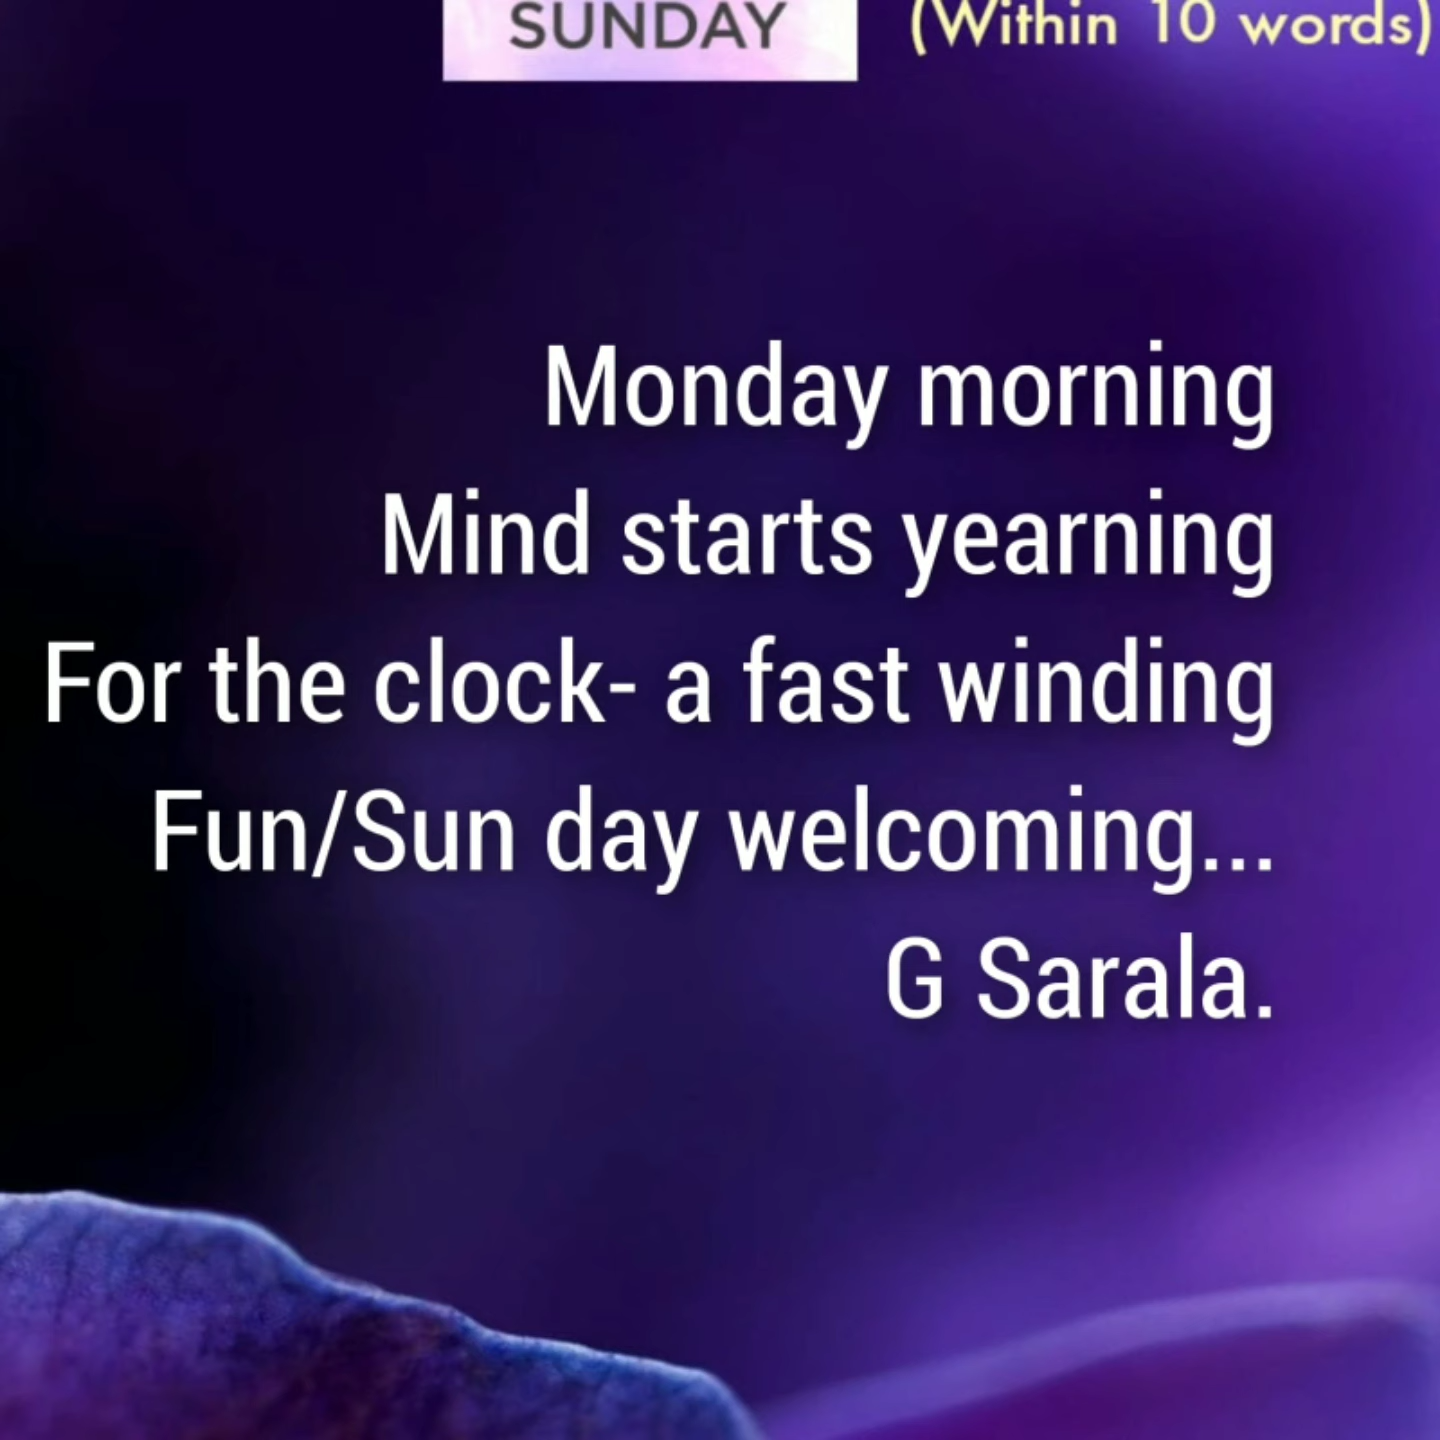 SUNDAY (Within 10 words)
Monday morning
Mind starts yearning
For the clock- a fast winding
Fun/Sun day welcoming...
G Sarala.